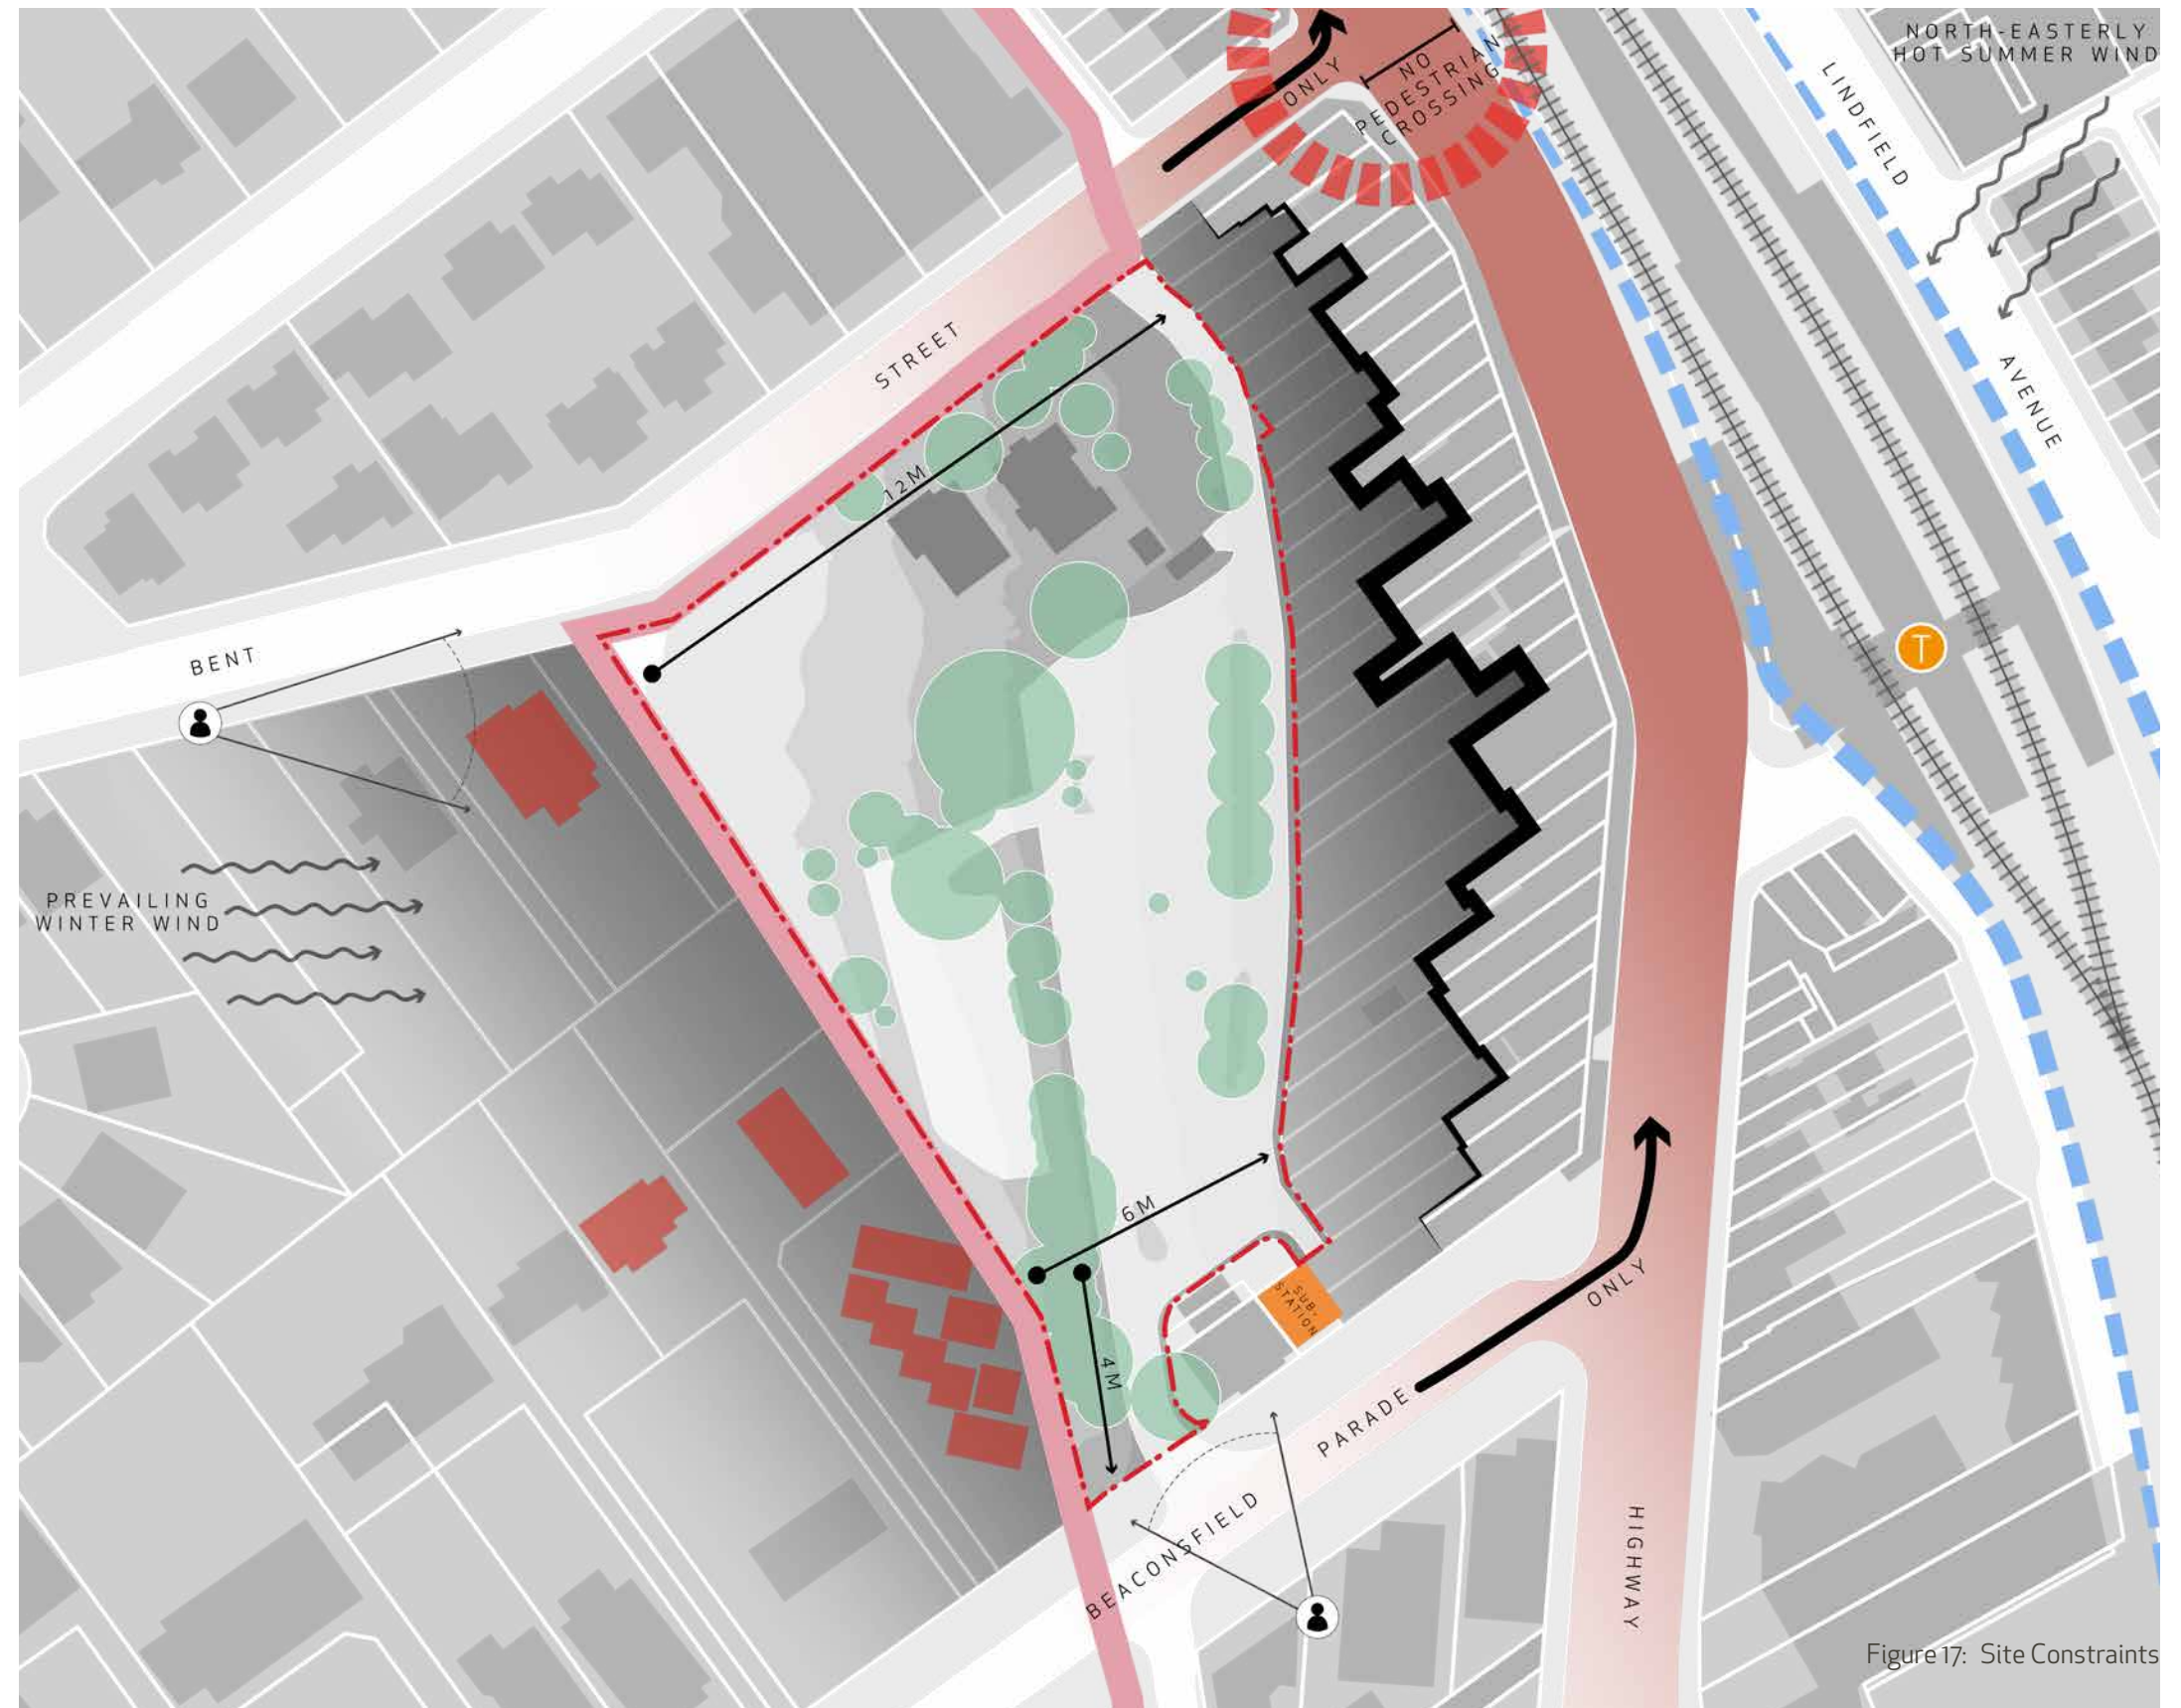 NORTH-EASTERLY
HOT SUMMER WIND
LINDFIELD
AVENUE
ONLY
NO
PEDESTRIAN
CROSSING
STREET
12M
BENT
T
PREVAILING
WINTER WIND
6M
SUB-
STATION
ONLY
4M
PARADE
BEACONSFIELD
HIGHWAY
Figure 17: Site Constraints